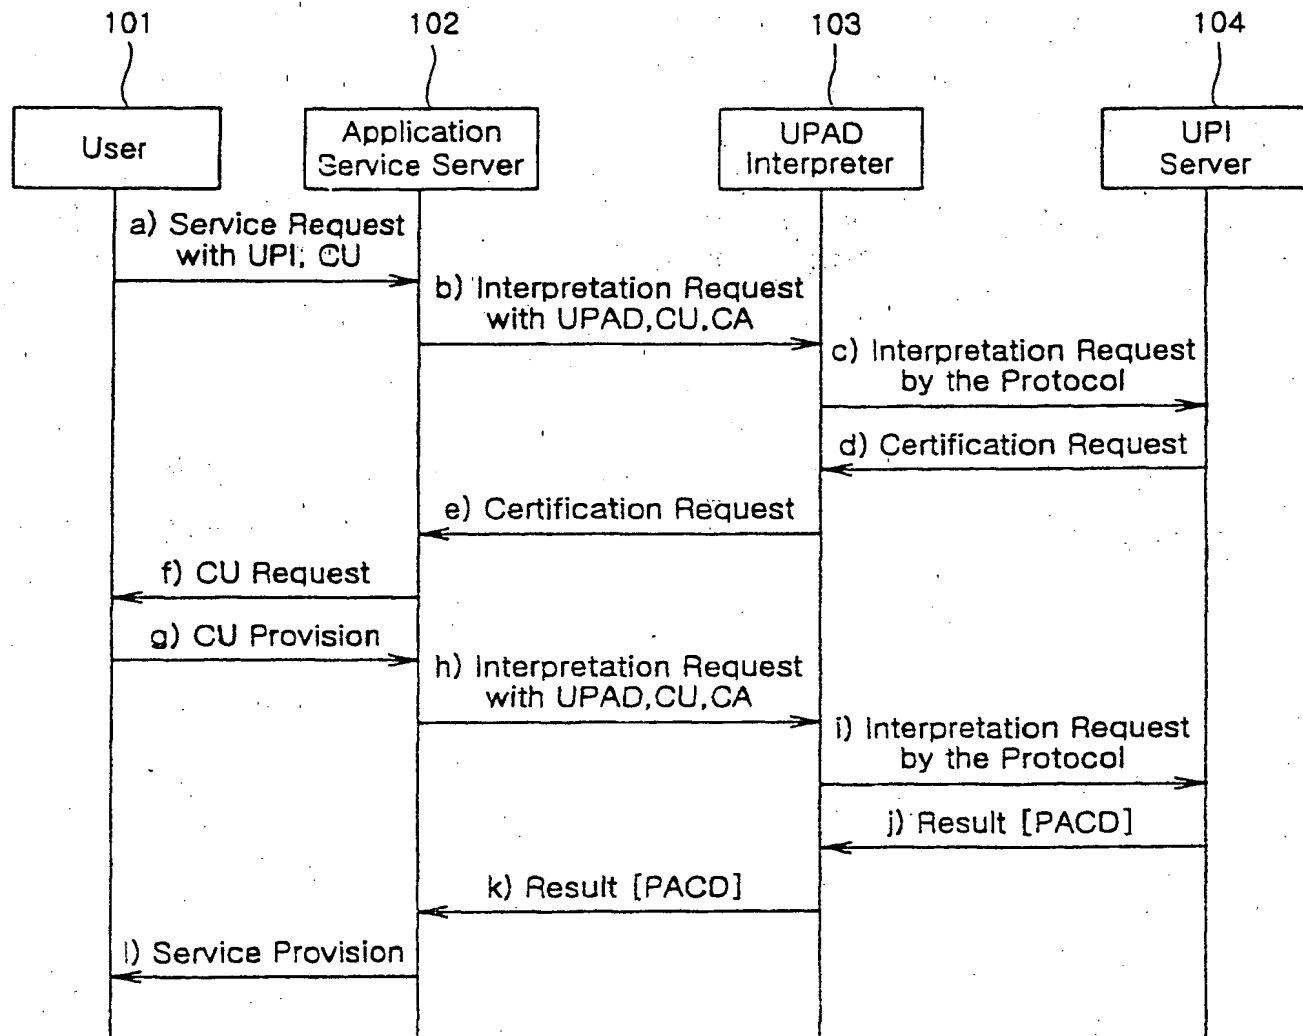 101
102
103
104
User
Application
Service Server
UPAD
Interpreter
UPI
Server
a) Service Request
with UPI, CU
b) Interpretation Request
with UPAD,CU,CA
c) Interpretation Request
by the Protocol
d) Certification Request
e) Certification Request
f) CU Request
g) CU Provision
h) Interpretation Request
with UPAD,CU,CA
i) Interpretation Request
by the Protocol
j) Result [PACD]
k) Result [PACD]
l) Service Provision